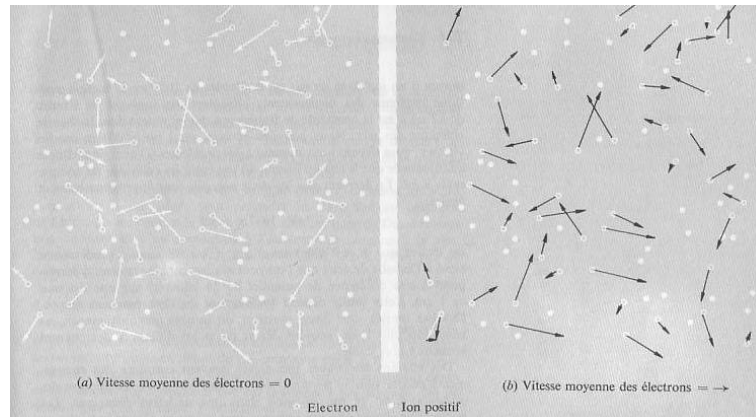 (a) Vitesse moyenne des électrons = 0
(b) Vitesse moyenne des électrons = →
Electron
Ion positif